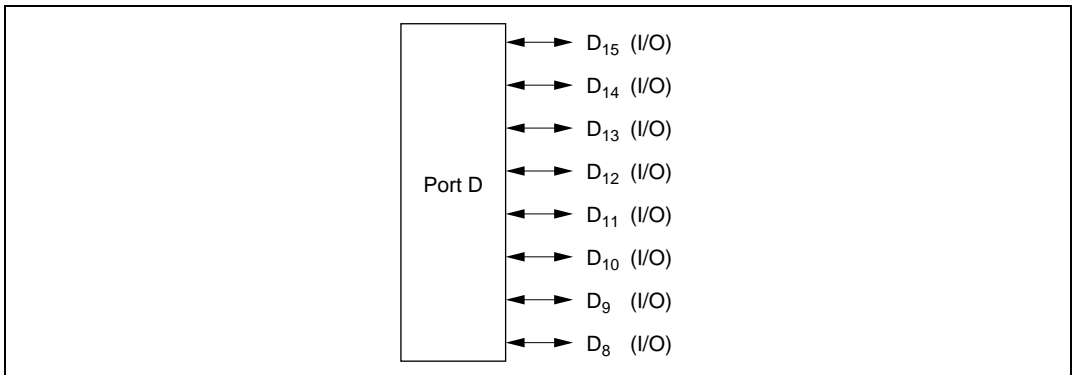 D15 (I/O)
D14 (I/O)
D13 (I/O)
D12 (I/O)
Port D
D11 (I/O)
D10 (I/O)
D9 (I/O)
D8 (I/O)